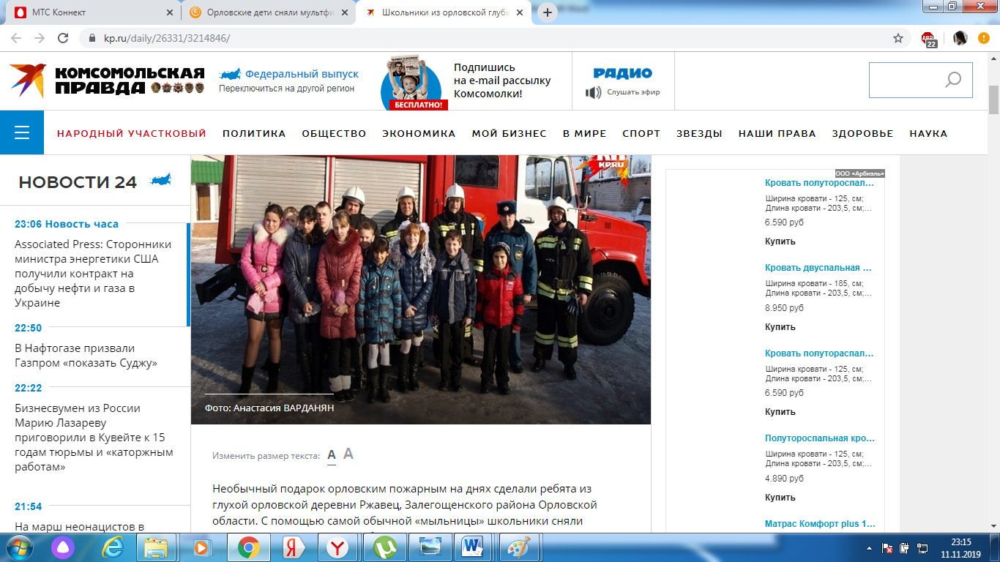 МТС Коннект
Орловские дети сняли мультфи
Школьники из орловской глуби
kp.ru/daily/26331/3214846/
22
КОМСОМОЛЬСКАЯ
ПРАВДА
Федеральный выпуск
Переключиться на другой регион
БЕСПЛАТНО!
Подпишись
на e-mail рассылку
Комсомолки!
РАДИО
Слушать эфир
НАРОДНЫЙ УЧАСТКОВЫЙ ПОЛИТИКА ОБЩЕСТВО ЭКОНОМИКА МОЙ БИЗНЕС В МИРЕ СПОРТ ЗВЕЗДЫ НАШИ ПРАВА ЗДОРОВЬЕ НАУКА
НОВОСТИ 24
23:06 Новость часа
Associated Press: Сторонники
министра энергетики США
получили контракт на
добычу нефти и газа в
Украине
22:50
В Нафтогазе призвали
Газпром «показать Суджу»
22:22
Бизнесвумен из России
Марию Лазареву
приговорили в Кувейте к 15
годам тюрьмы и «каторжным
работам»
21:54
На марш неонацистов в
KP.RU
Фото: Анастасия ВАРДАНЯН
Изменить размер текста: A A
Необычный подарок орловским пожарным на днях сделали ребята из
глухой орловской деревни Ржавец, Залегощенского района Орловской
области. С помощью самой обычной «мыльницы» школьники сняли
ООО «Арбиэль»
Кровать полутороспал...
Ширина кровати - 125, см;
Длина кровати - 203,5, см;...
6.590 руб
Купить
Кровать двуспальная ...
Ширина кровати - 185, см;
Длина кровати - 203,5, см;...
8.950 руб
Купить
Кровать полутораспал...
Ширина кровати - 125, см;
Длина кровати - 203,5, см;...
6.590 руб
Купить
Полутороспальная кро...
Ширина кровати - 125, см;
Длина кровати - 203,5, см;...
4.890 руб
Купить
Матрас Комфорт plus 1...
23:15
11.11.2019